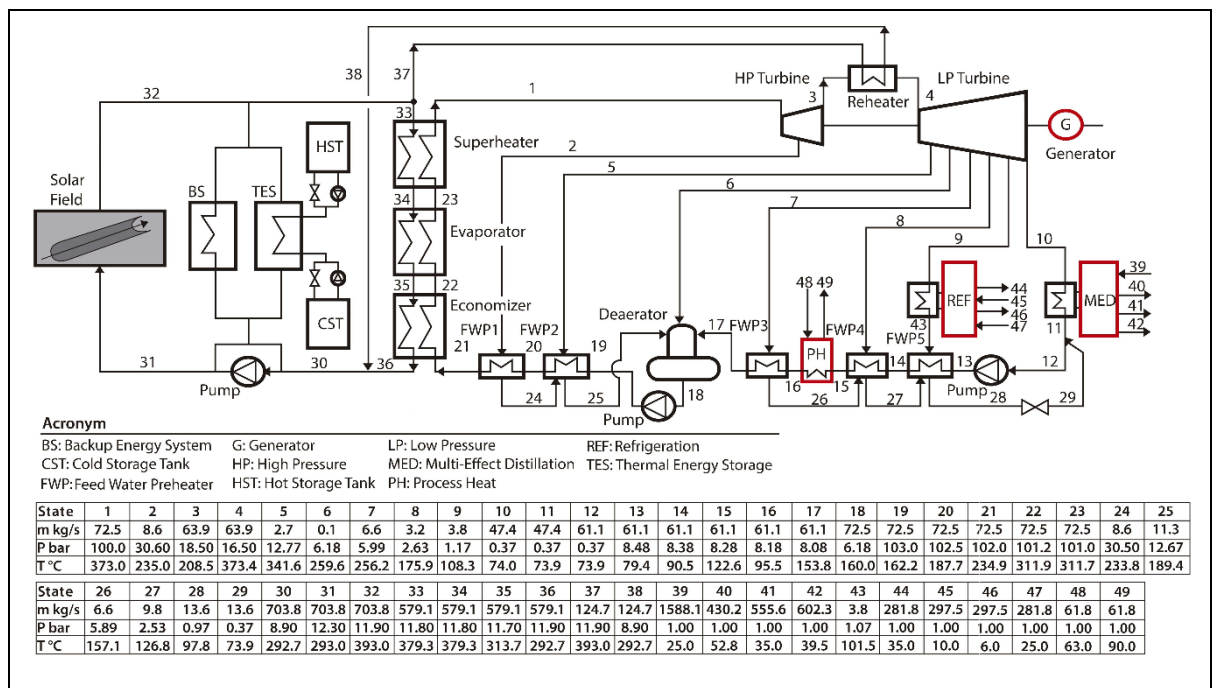 38
37
32
1
HP Turbine
3
4
LP Turbine
Reheater
G
Generator
33
Superheater
HST
2
5
Solar
Field
BS
TES
6
7
34
23
8
Evaporator
9
10
39
35
22
48
49
44
REF
45
46
47
MED
40
41
42
Economizer
Deaerator
CST
FWP1
FWP2
17
FWP3
FWP4
FWP5
43
11
21
20
19
PH
14
13
12
31
Pump
30
36
16
15
Pump
24
25
18
Pump
26
27
28
29
Acronym
BS: Backup Energy System G: Generator LP: Low Pressure REF: Refrigeration
CST: Cold Storage Tank HP: High Pressure MED: Multi-Effect Distillation TES: Thermal Energy Storage
FWP:Feed Water Preheater HST: Hot Storage Tank PH: Process Heat
State 1 2 3 4 5 6 7 8 9 10 11 12 13 14 15 16 17 18 19 20 21 22 23 24 25
m kg/s 72.5 8.6 63.9 63.9 2.7 0.1 6.6 3.2 3.8 47.4 47.4 61.1 61.1 61.1 61.1 61.1 61.1 72.5 72.5 72.5 72.5 72.5 72.5 8.6 11.3
P bar 100.0 30.60 18.50 16.50 12.77 6.18 5.99 2.63 1.17 0.37 0.37 0.37 8.48 8.38 8.28 8.18 8.08 6.18 103.0 102.5 102.0 101.2 101.0 30.50 12.67
T °C 373.0 235.0 208.5 373.4 341.6 259.6 256.2 175.9 108.3 74.0 73.9 73.9 79.4 90.5 122.6 95.5 153.8 160.0 162.2 187.7 234.9 311.9 311.7 233.8 189.4
State 26 27 28 29 30 31 32 33 34 35 36 37 38 39 40 41 42 43 44 45 46 47 48 49
m kg/s 6.6 9.8 13.6 13.6 703.8 703.8 703.8 579.1 579.1 579.1 579.1 124.7 124.7 1588.1 430.2 555.6 602.3 3.8 281.8 297.5 297.5 281.8 61.8 61.8
P bar 5.89 2.53 0.97 0.37 8.90 12.30 11.90 11.80 11.80 11.70 11.90 11.90 8.90 1.00 1.00 1.00 1.00 1.07 1.00 1.00 1.00 1.00 1.00 1.00
T °C 157.1 126.8 97.8 73.9 292.7 293.0 393.0 379.3 379.3 313.7 292.7 393.0 292.7 25.0 52.8 35.0 39.5 101.5 35.0 10.0 6.0 25.0 63.0 90.0